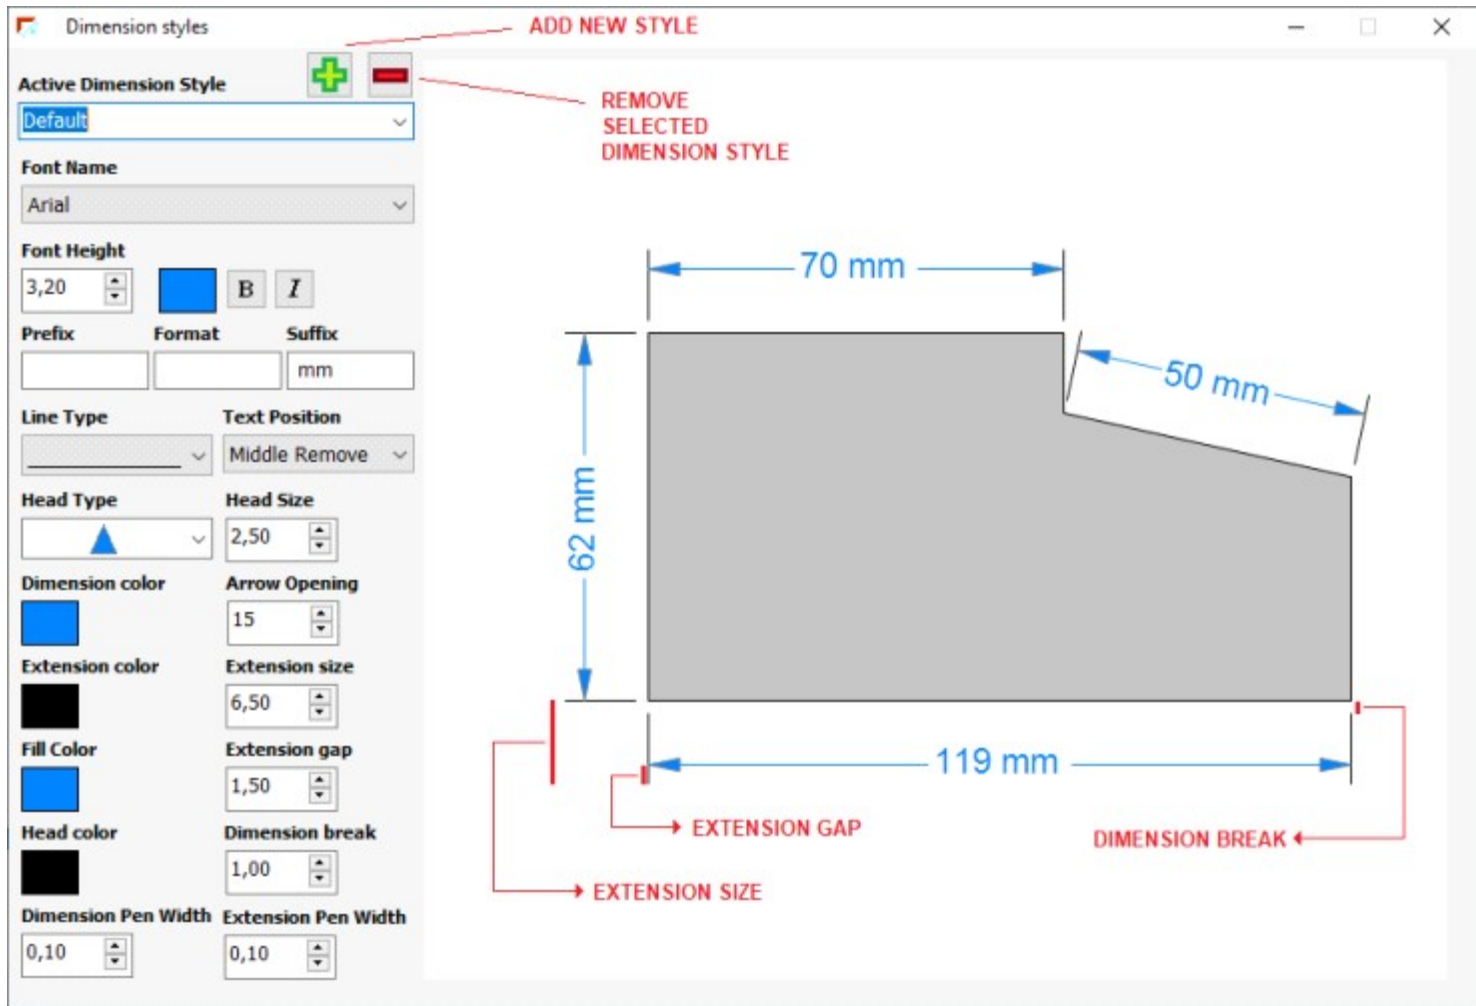 Dimension styles
ADD NEW STYLE
Active Dimension Style
Default
REMOVE
SELECTED
DIMENSION STYLE
Font Name
Arial
Font Height
3,20
B
I
Prefix
Format
Suffix
mm
Line Type
Text Position
Middle Remove
Head Type
Head Size
2,50
Dimension color
Arrow Opening
15
Extension color
Extension size
6,50
Fill Color
Extension gap
1,50
Head color
Dimension break
1,00
Dimension Pen Width
Extension Pen Width
0,10
0,10
70 mm
50 mm
62 mm
119 mm
EXTENSION GAP
DIMENSION BREAK
EXTENSION SIZE